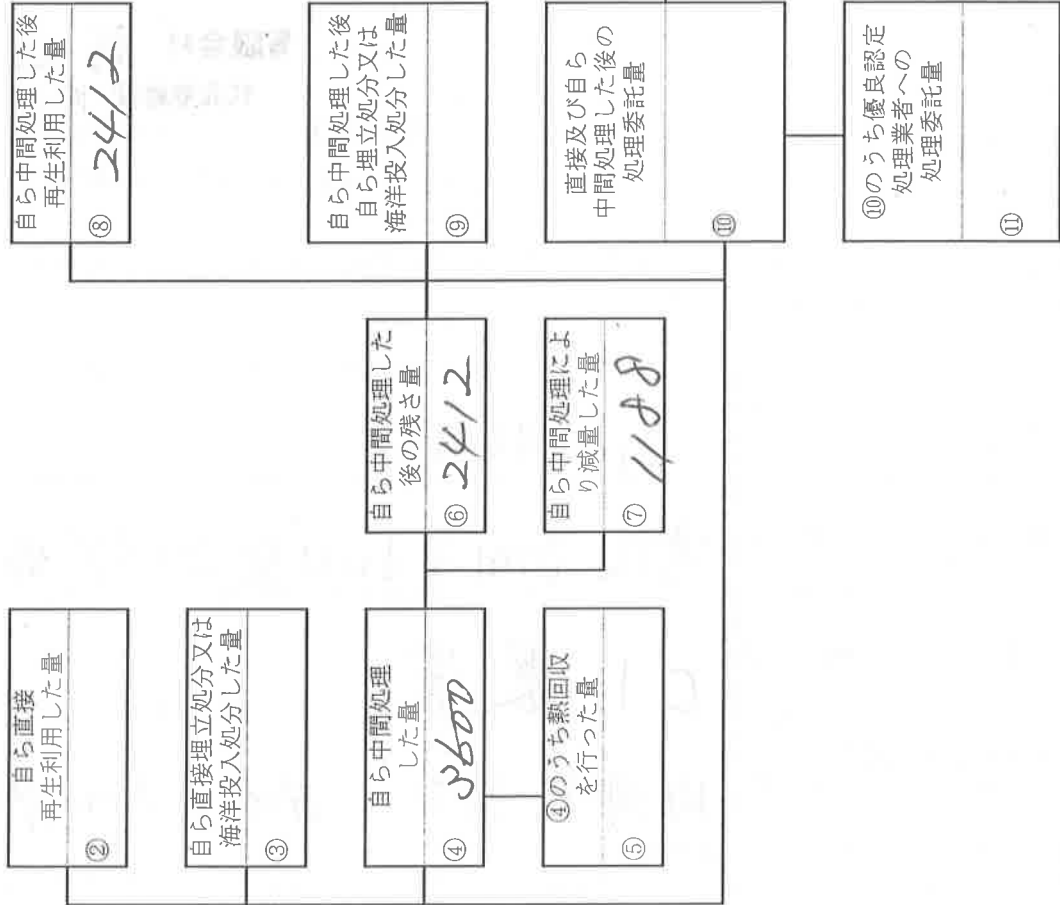 自ら直接
再生利用した量
②
自ら直接埋立処分又は
海洋投入処分した量
③
自ら中間処理
した量
④ 3600
④のうち熱回収
を行った量
⑤
自ら中間処理した
後の残さ量
⑥ 2412
自ら中間処理によ
り減量した量
⑦ 1188
自ら中間処理した後
再生利用した量
⑧ 2412
自ら中間処理した後
自ら埋立処分又は
海洋投入処分した量
⑨
直接及び自ら
中間処理した後の
処理委託量
⑩
⑩のうち優良認定
処理業者への
処理委託量
⑪